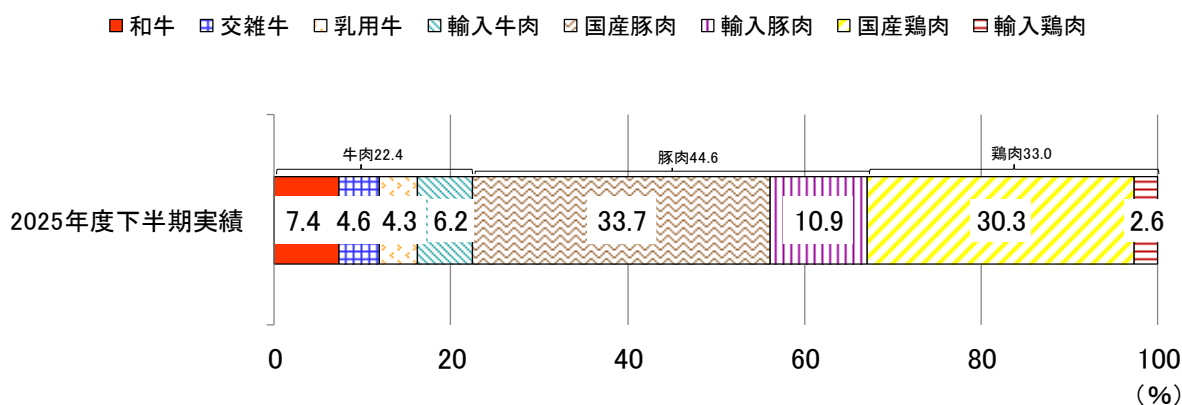 和牛 交雑牛 乳用牛 輸入牛肉 国産豚肉 輸入豚肉 国産鶏肉 輸入鶏肉
牛肉22.4 豚肉44.6 鶏肉33.0
2025年度下半期実績 7.4 4.6 4.3 6.2 33.7 10.9 30.3 2.6
0 20 40 60 80 100
（%）